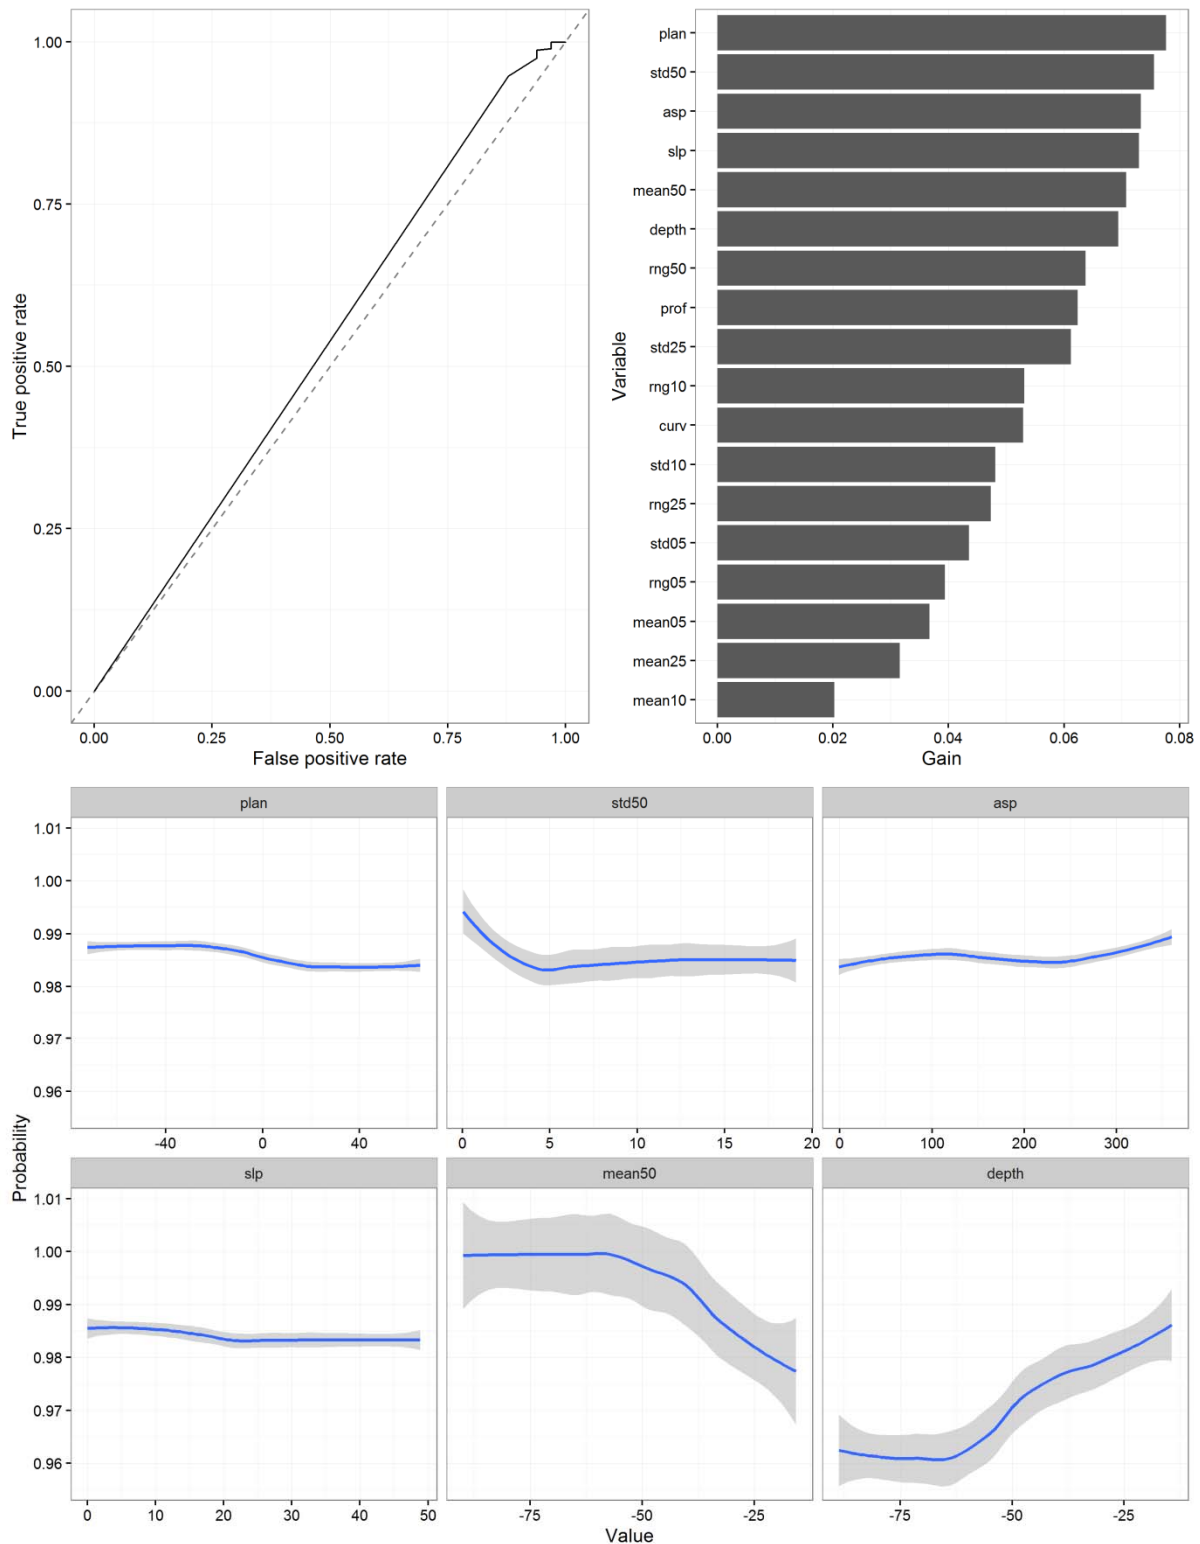 1.00
0.75
0.50
0.25
0.00
True positive rate
0.00 0.25 0.50 0.75 1.00
False positive rate
plan
std50
asp
slp
mean50
depth
rng50
prof
std25
rng10
curv
std10
rng25
std05
rng05
mean05
mean25
mean10
Variable
0.00 0.02 0.04 0.06 0.08
Gain
plan std50 asp
1.01
1.00
0.99
0.98
0.97
0.96
-40 0 40
0 5 10 15 20
0 100 200 300
Probability
slp mean50 depth
1.01
1.00
0.99
0.98
0.97
0.96
0 10 20 30 40 50
-75 -50 -25
-75 -50 -25
Value